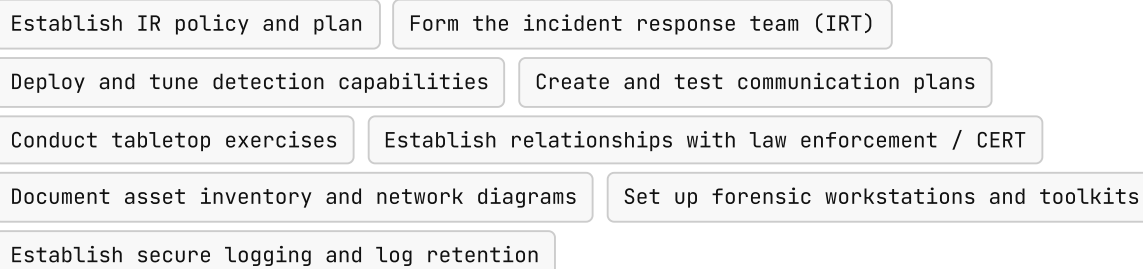 Establish IR policy and plan
Form the incident response team (IRT)
Deploy and tune detection capabilities
Create and test communication plans
Conduct tabletop exercises
Establish relationships with law enforcement / CERT
Document asset inventory and network diagrams
Set up forensic workstations and toolkits
Establish secure logging and log retention